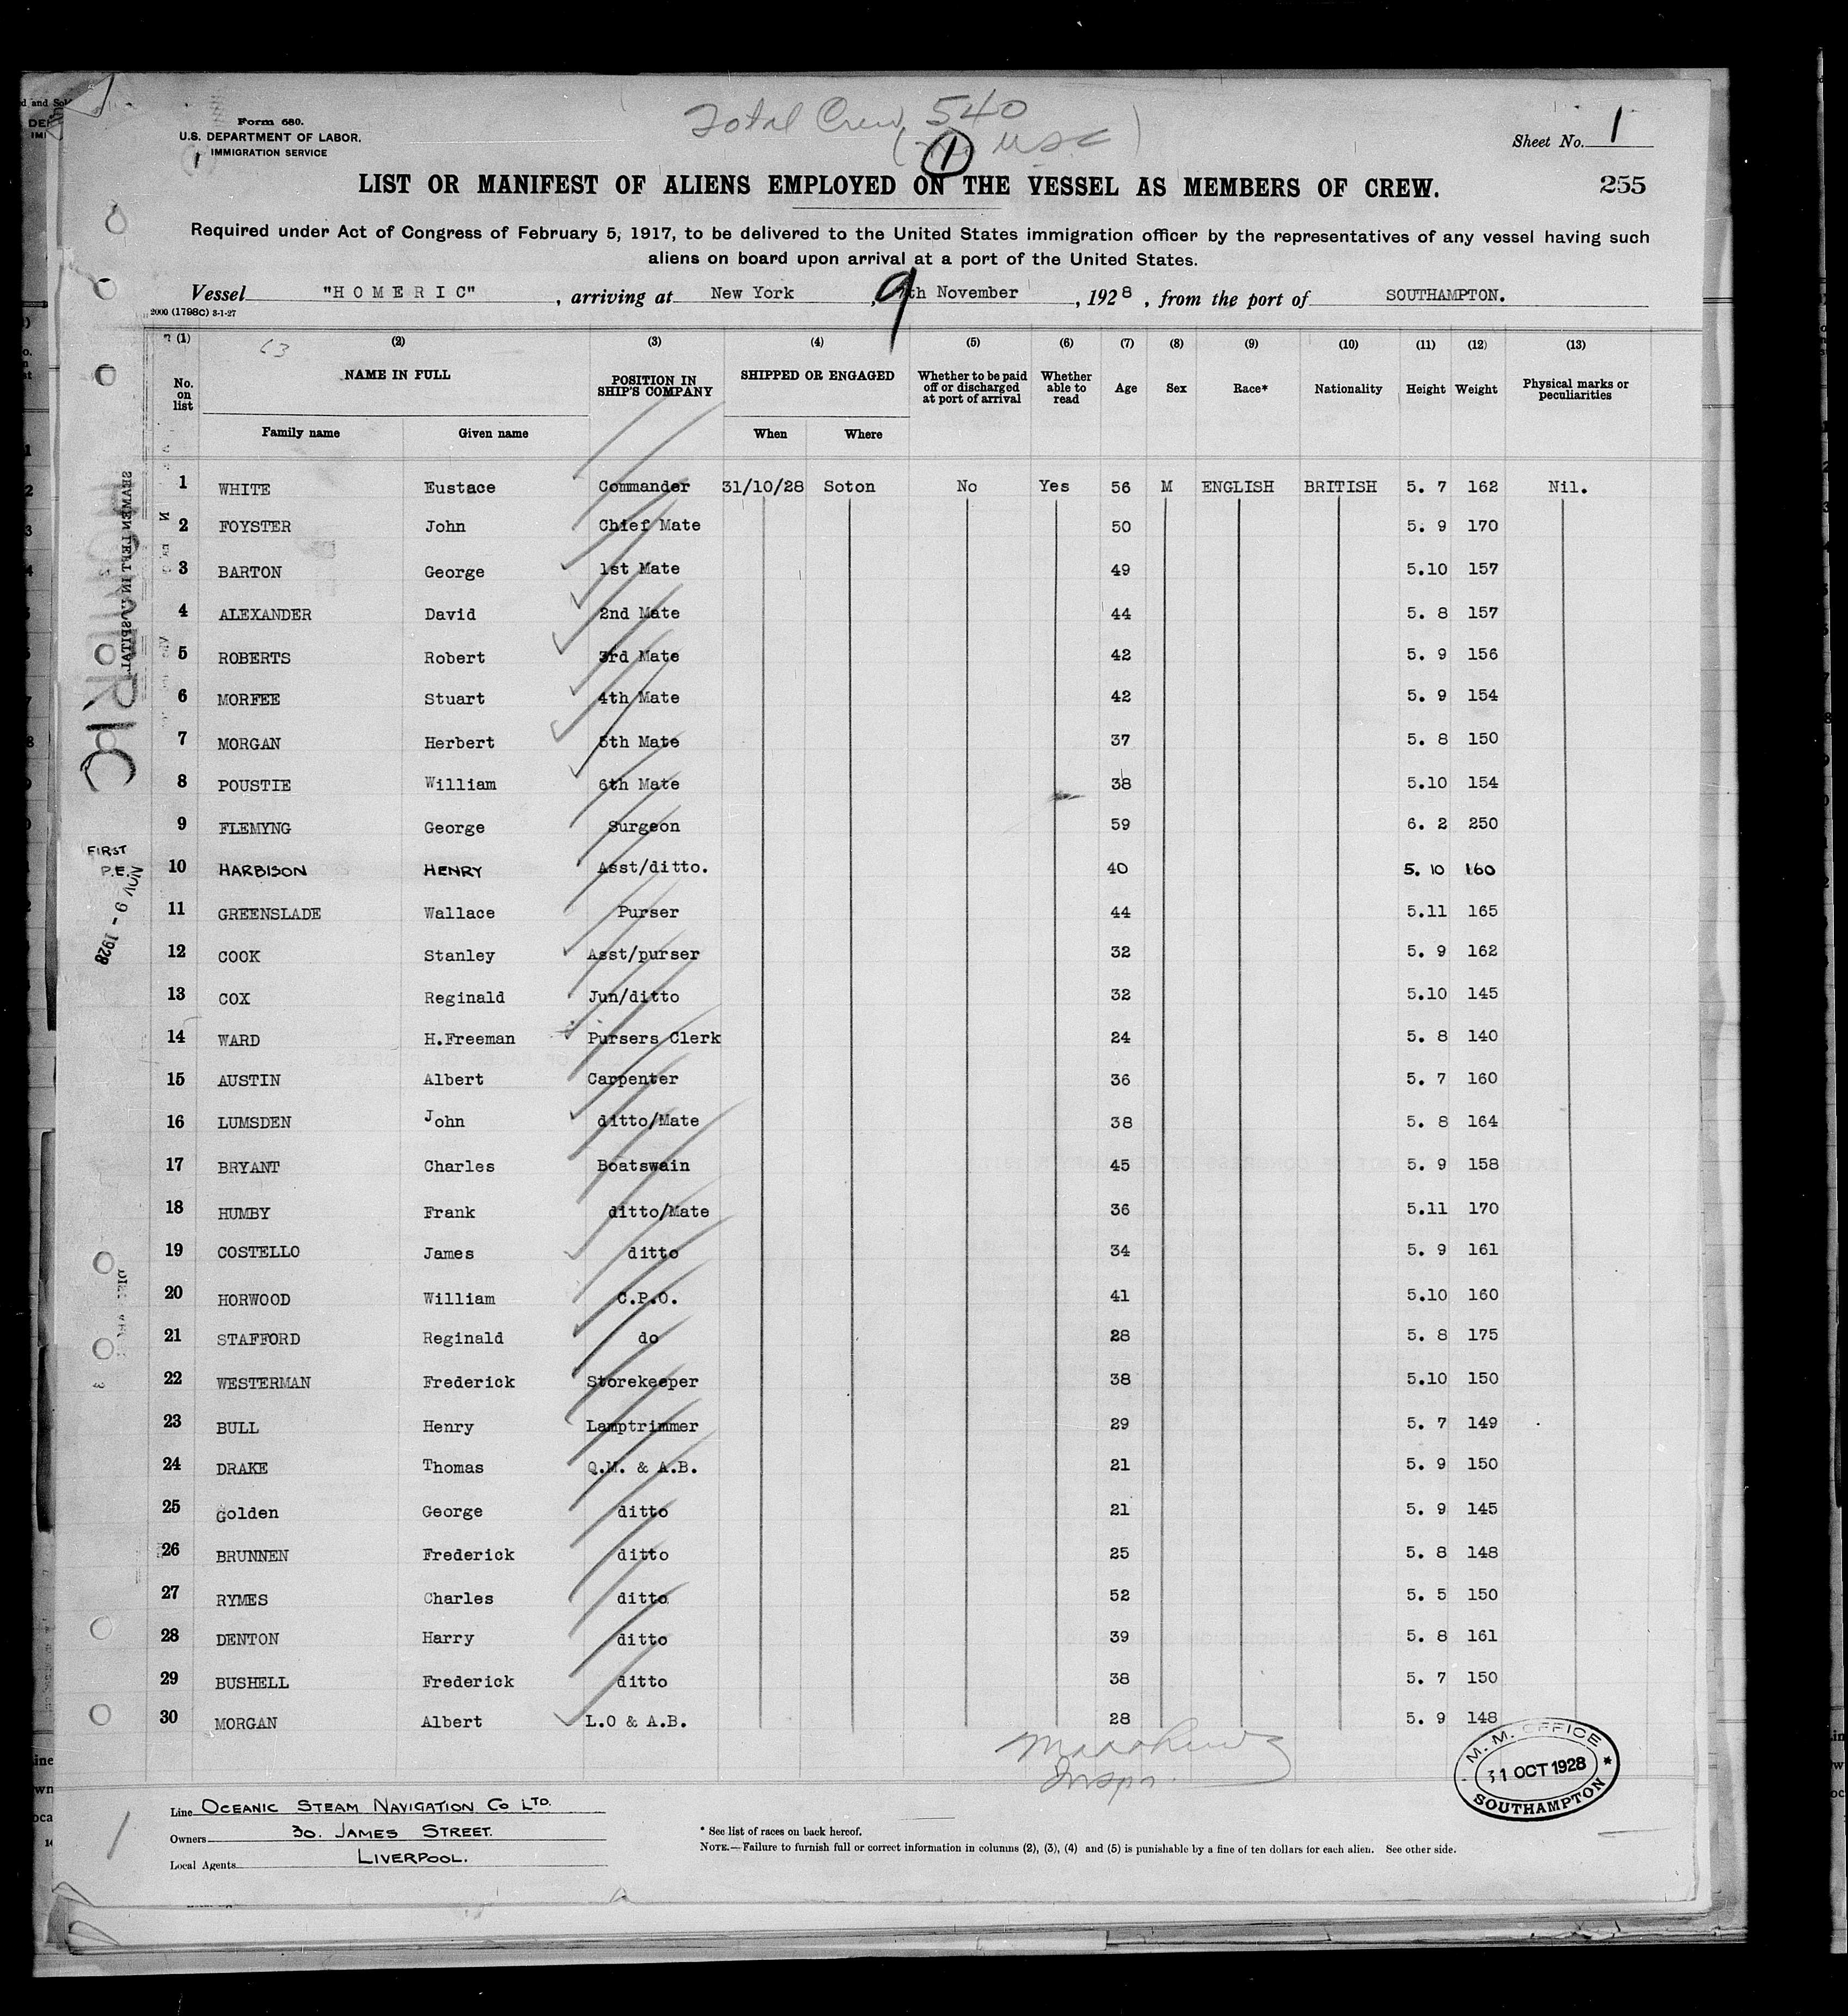 Total Crew 540
Form 680.
U.S. DEPARTMENT OF LABOR,
IMMIGRATION SERVICE
Sheet No. 1
1
LIST OR MANIFEST OF ALIENS EMPLOYED ON THE VESSEL AS MEMBERS OF CREW.
255
Required under Act of Congress of February 5, 1917, to be delivered to the United States immigration officer by the representatives of any vessel having such
aliens on board upon arrival at a port of the United States.
Vessel "HOMERIC", arriving at New York, 9th November, 1928, from the port of SOUTHAMPTON.
2000 (1798c) 3-1-27
(1) (2) (3) (4) (5) (6) (7) (8) (9) (10) (11) (12) (13)
63
No. on list NAME IN FULL POSITION IN SHIP'S COMPANY SHIPPED OR ENGAGED Whether to be paid off or discharged at port of arrival Whether able to read Age Sex Race* Nationality Height Weight Physical marks or peculiarities
Family name Given name When Where
1 WHITE Eustace Commander 31/10/28 Soton No Yes 56 M ENGLISH BRITISH 5. 7 162 Nil.
2 FOYSTER John Chief Mate 50 5. 9 170
3 BARTON George 1st Mate 49 5.10 157
4 ALEXANDER David 2nd Mate 44 5. 8 157
5 ROBERTS Robert 3rd Mate 42 5. 9 156
6 MORFEE Stuart 4th Mate 42 5. 9 154
7 MORGAN Herbert 5th Mate 37 5. 8 150
8 POUSTIE William 6th Mate 38 5.10 154
9 FLEMYNG George Surgeon 59 6. 2 250
10 HARBISON HENRY Asst/ditto. 40 5. 10 160
11 GREENSLADE Wallace Purser 44 5.11 165
12 COOK Stanley Asst/purser 32 5. 9 162
13 COX Reginald Jun/ditto 32 5.10 145
14 WARD H.Freeman Pursers Clerk 24 5. 8 140
15 AUSTIN Albert Carpenter 36 5. 7 160
16 LUMSDEN John ditto/Mate 38 5. 8 164
17 BRYANT Charles Boatswain 45 5. 9 158
18 HUMBY Frank ditto/Mate 36 5.11 170
19 COSTELLO James ditto 34 5. 9 161
20 HORWOOD William C.P.O. 41 5.10 160
21 STAFFORD Reginald do 28 5. 8 175
22 WESTERMAN Frederick Storekeeper 38 5.10 150
23 BULL Henry Lamptrimmer 29 5. 7 149
24 DRAKE Thomas Q.M. & A.B. 21 5. 9 150
25 Golden George ditto 21 5. 9 145
26 BRUNNEN Frederick ditto 25 5. 8 148
27 RYMES Charles ditto 52 5. 5 150
28 DENTON Harry ditto 39 5. 8 161
29 BUSHELL Frederick ditto 38 5. 7 150
30 MORGAN Albert L.O & A.B. 28 5. 9 148
HOMERIC
SEAMEN LEFT IN HOSPITAL
FIRST
P.E.
NOV 9 - 1928
Inspr.
M. M. OFFICE
31 OCT 1928
SOUTHAMPTON
Line OCEANIC STEAM NAVIGATION Co LTD.
Owners 30. JAMES STREET.
Local Agents LIVERPOOL.
* See list of races on back hereof.
NOTE.—Failure to furnish full or correct information in columns (2), (3), (4) and (5) is punishable by a fine of ten dollars for each alien. See other side.